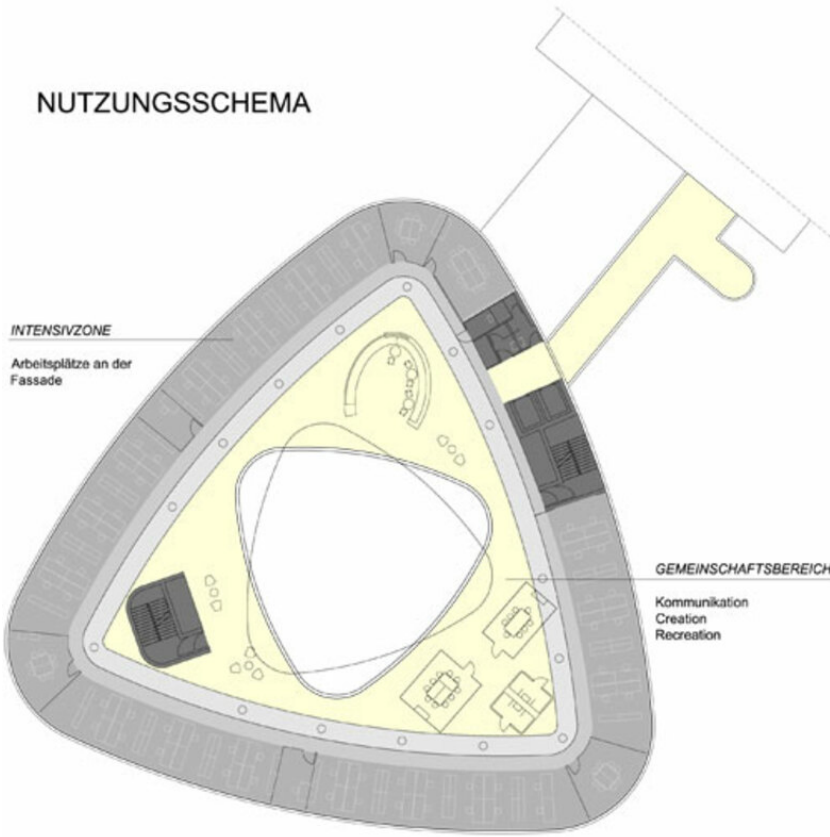 NUTZUNGSSCHEMA
INTENSIVZONE
Arbeitsplätze an der
Fassade
GEMEINSCHAFTSBEREICH
Kommunikation
Creation
Recreation